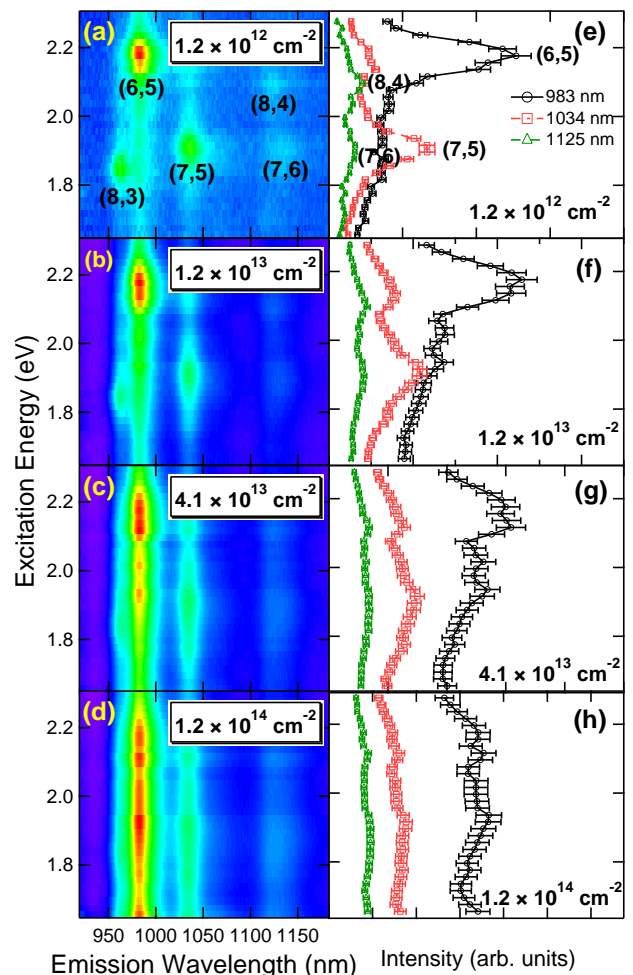 (a)
1.2 × 10¹² cm⁻²
(6,5)
(8,4)
(7,5)
(7,6)
(8,3)
2.2
2.0
1.8
(e)
(6,5)
(8,4)
983 nm
1034 nm
1125 nm
(7,6)
(7,5)
1.2 × 10¹² cm⁻²
(b)
1.2 × 10¹³ cm⁻²
2.2
2.0
1.8
(f)
1.2 × 10¹³ cm⁻²
(c)
4.1 × 10¹³ cm⁻²
2.2
2.0
1.8
(g)
4.1 × 10¹³ cm⁻²
(d)
1.2 × 10¹⁴ cm⁻²
2.2
2.0
1.8
(h)
1.2 × 10¹⁴ cm⁻²
Excitation Energy (eV)
950 1000 1050 1100 1150
Emission Wavelength (nm)
Intensity (arb. units)